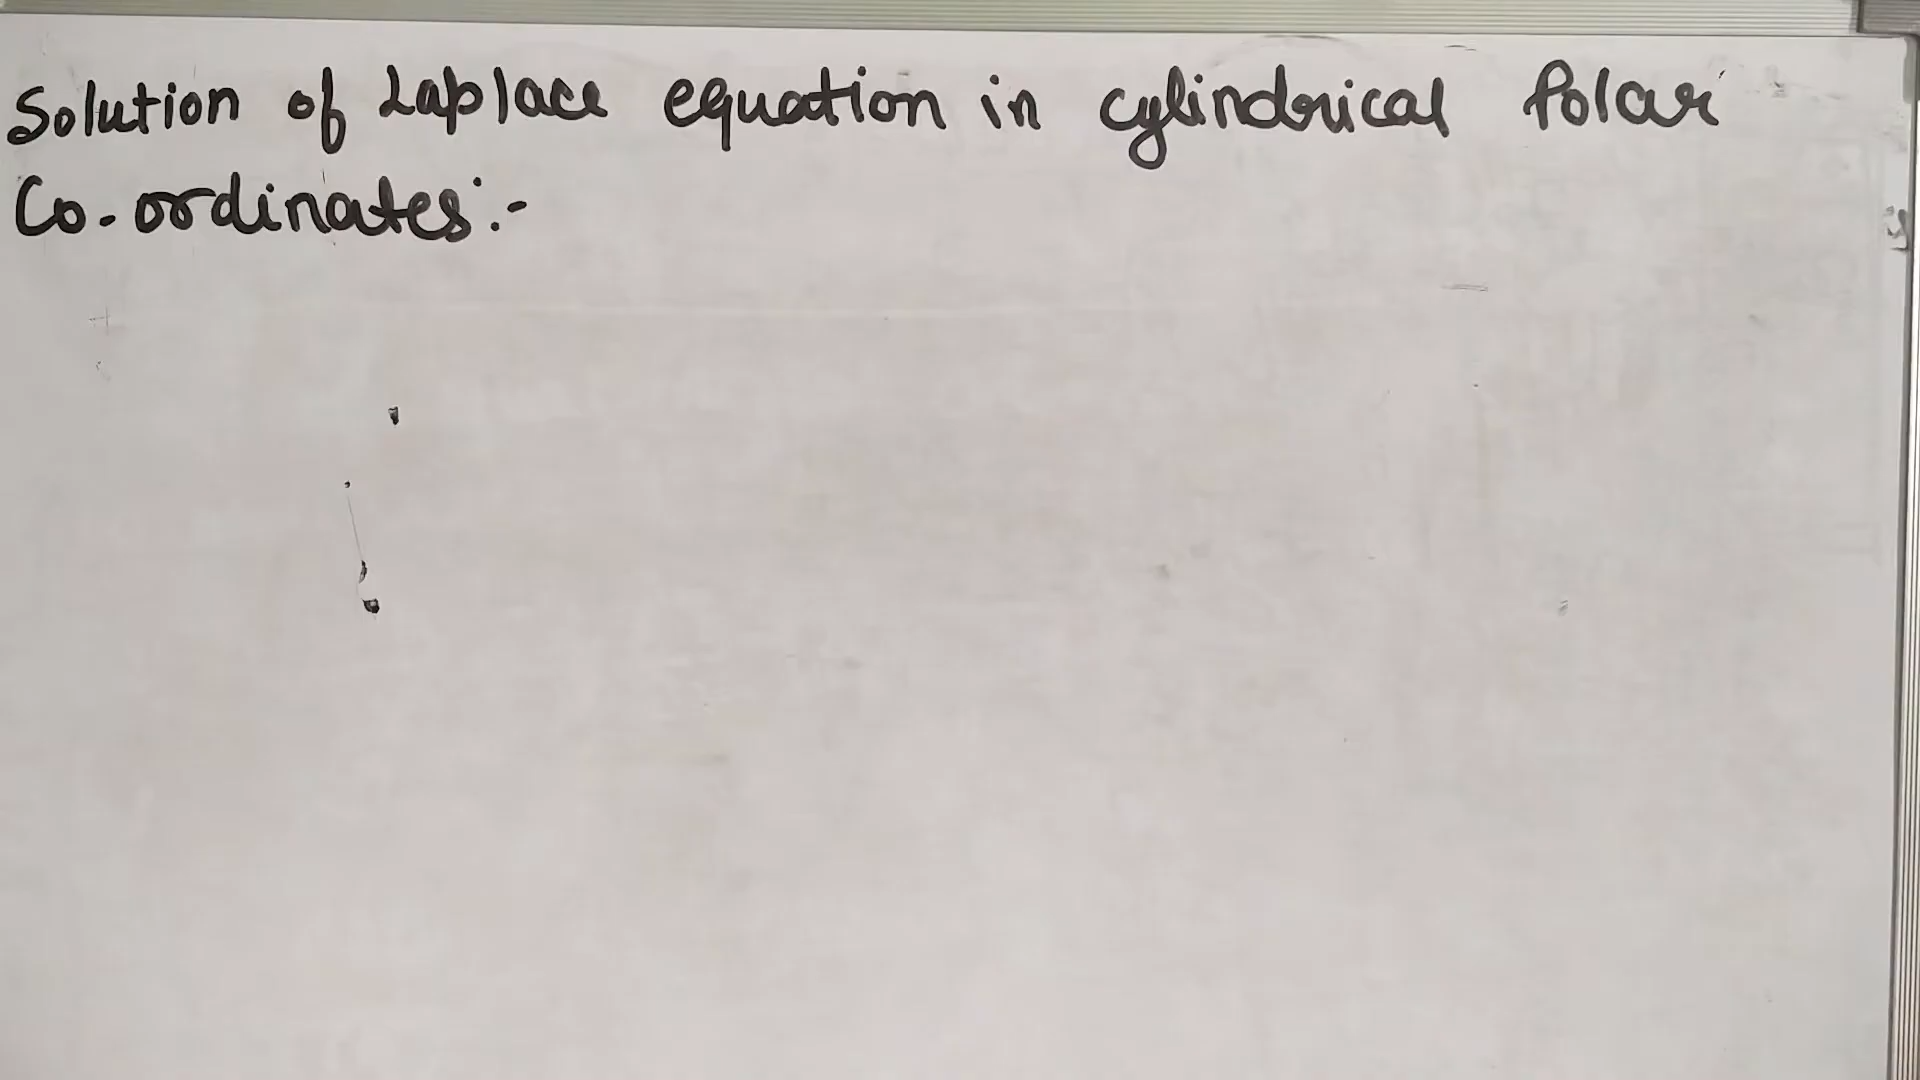 Solution of Laplace equation in cylindrical Polar
Co-ordinates:-